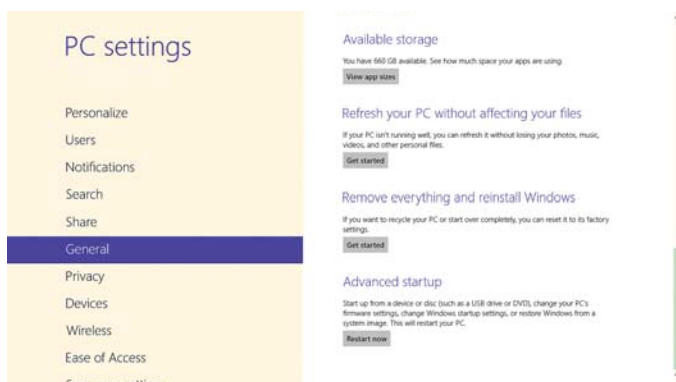 PC settings
Personalize
Users
Notifications
Search
Share
General
Privacy
Devices
Wireless
Ease of Access
Available storage
You have 660 GB available. See how much space your apps are using.
View app sizes
Refresh your PC without affecting your files
If your PC isn't running well, you can refresh it without losing your photos, music,
videos, and other personal files.
Get started
Remove everything and reinstall Windows
If you want to recycle your PC or start over completely, you can reset it to its factory
settings.
Get started
Advanced startup
Start up from a device or disc (such as a USB drive or DVD), change your PC's
firmware settings, change Windows startup settings, or restore Windows from a
system image. This will restart your PC.
Restart now